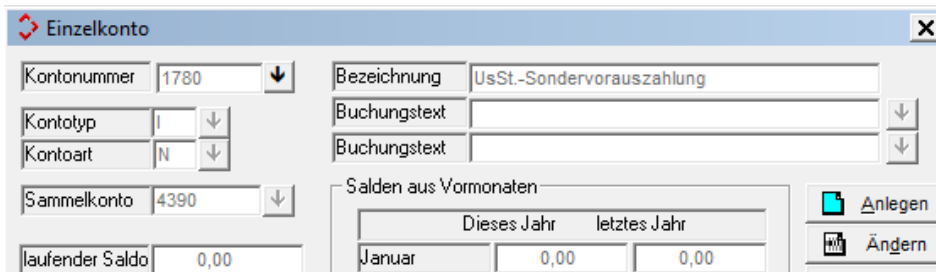 Einzelkonto
Kontonummer 1780 Bezeichnung UsSt.-Sondervorauszahlung
Buchungstext
Kontotyp I
Buchungstext
Kontoart N
Sammelkonto 4390 Salden aus Vormonaten
Anlegen
Dieses Jahr letztes Jahr
Ändern
laufender Saldo 0,00 Januar 0,00 0,00